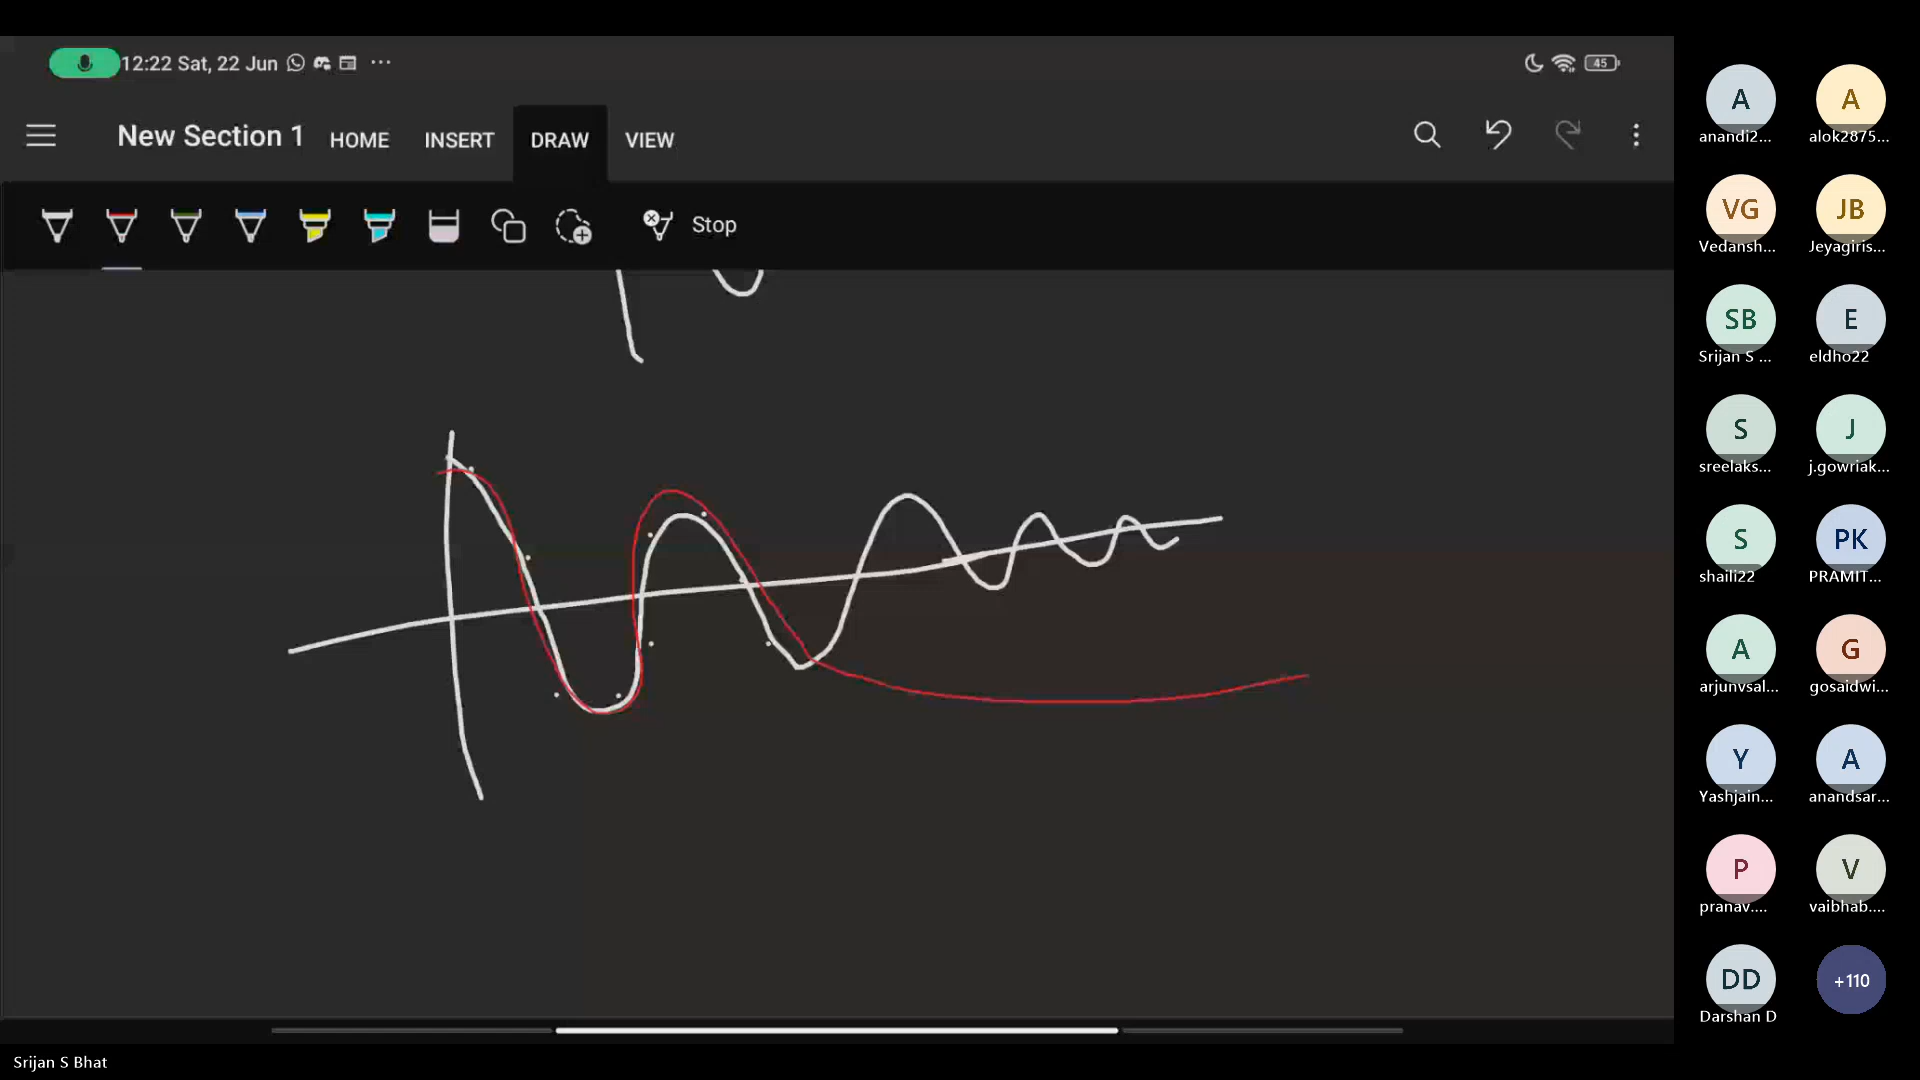 12:22 Sat, 22 Jun ... 45
New Section 1 HOME INSERT DRAW VIEW
Stop
A A
anandi2... alok2875...
VG JB
Vedansh... Jeyagiris...
SB E
Srijan S ... eldho22
S J
sreelaks... j.gowriak...
S PK
shaili22 PRAMIT...
A G
arjunvsal... gosaidwi...
Y A
Yashjain... anandsar...
P V
pranav.... vaibhab....
DD +110
Darshan D
Srijan S Bhat